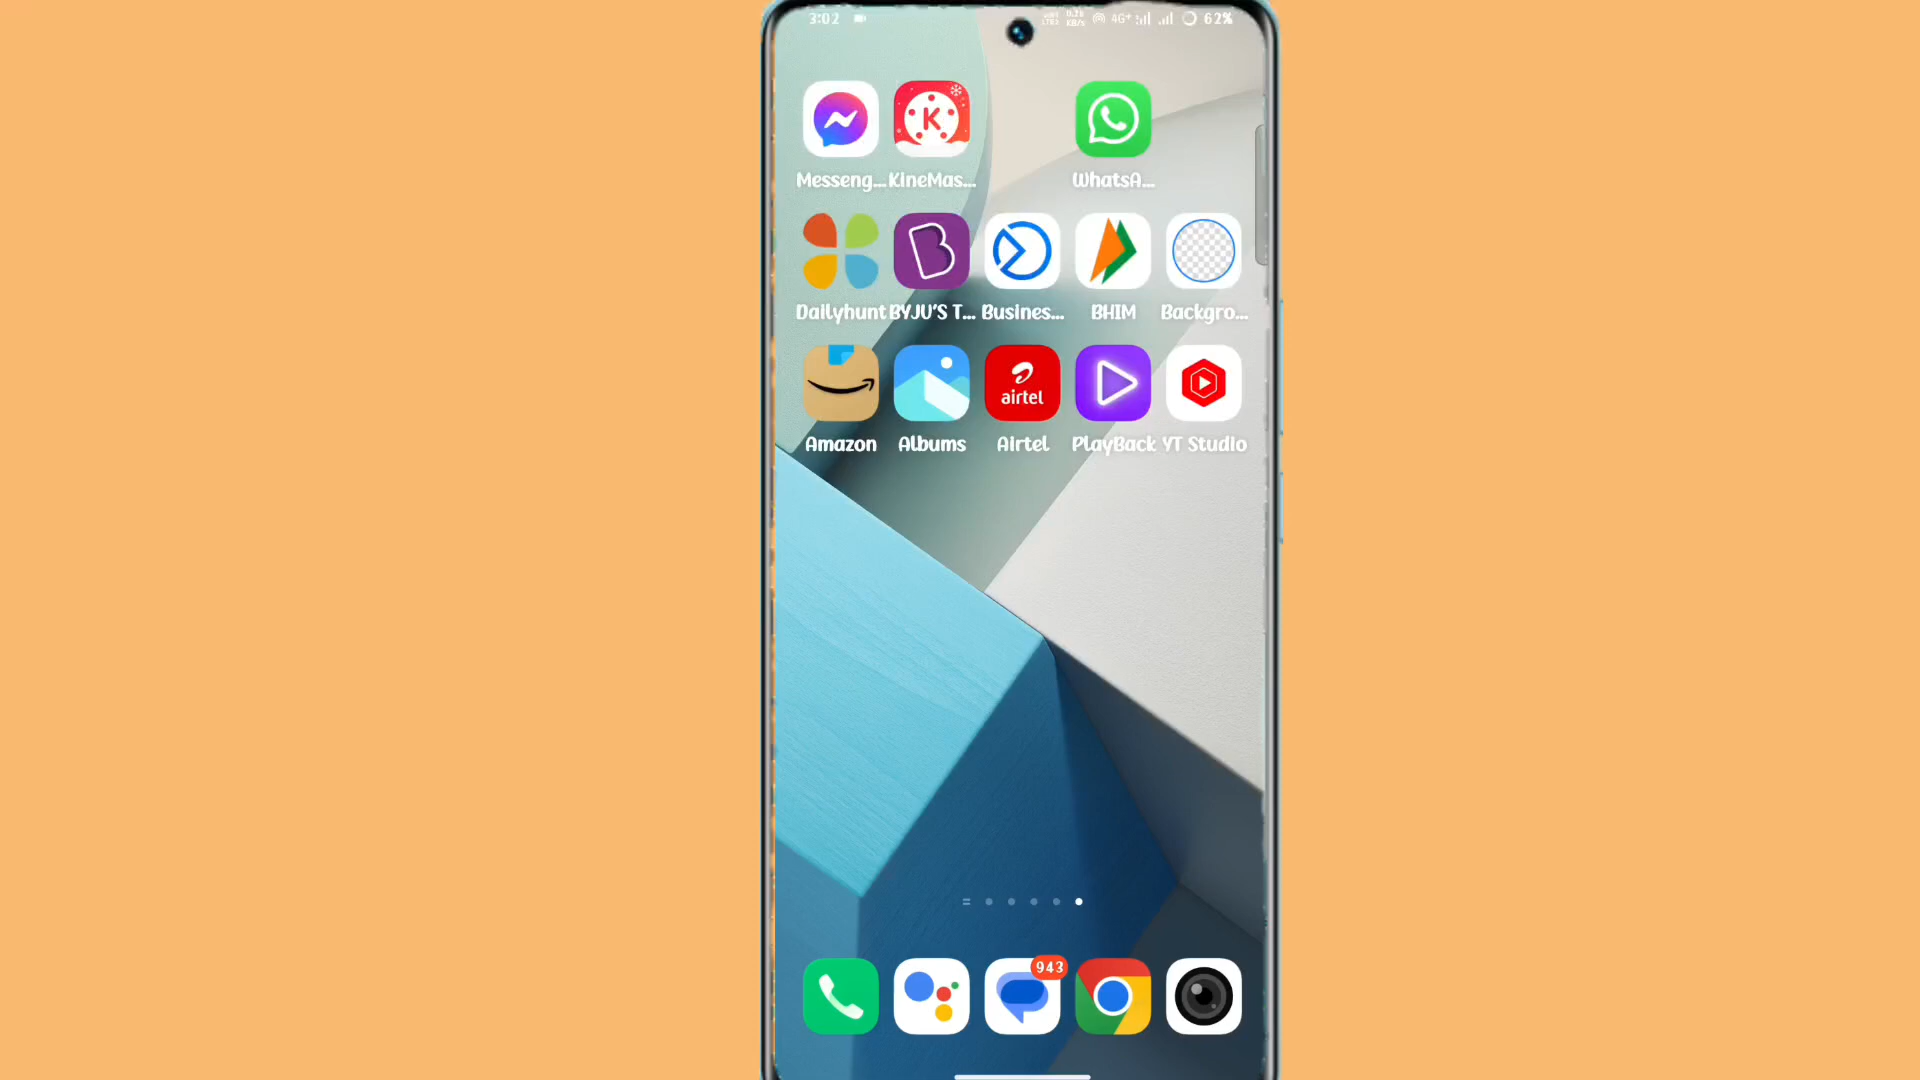 3:02 4G+ 62%
Messeng... KineMas... WhatsA...
Dailyhunt BYJU'S T... Busines... BHIM Backgro...
airtel
Amazon Albums Airtel PlayBack YT Studio
943